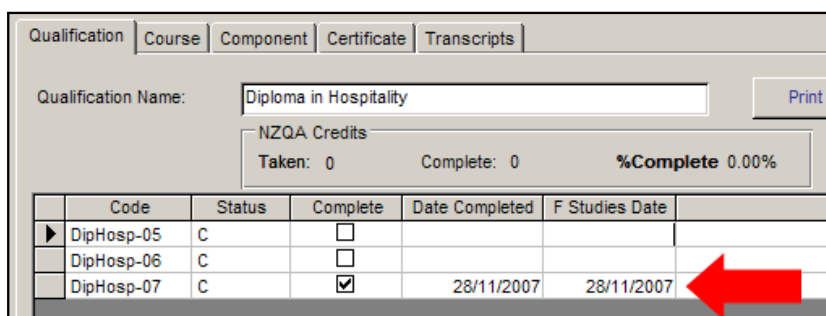 Qualification Course Component Certificate Transcripts
Qualification Name: Diploma in Hospitality Print
NZQA Credits
Taken: 0 Complete: 0 %Complete 0.00%
Code Status Complete Date Completed F Studies Date
DipHosp-05 C
DipHosp-06 C
DipHosp-07 C 28/11/2007 28/11/2007